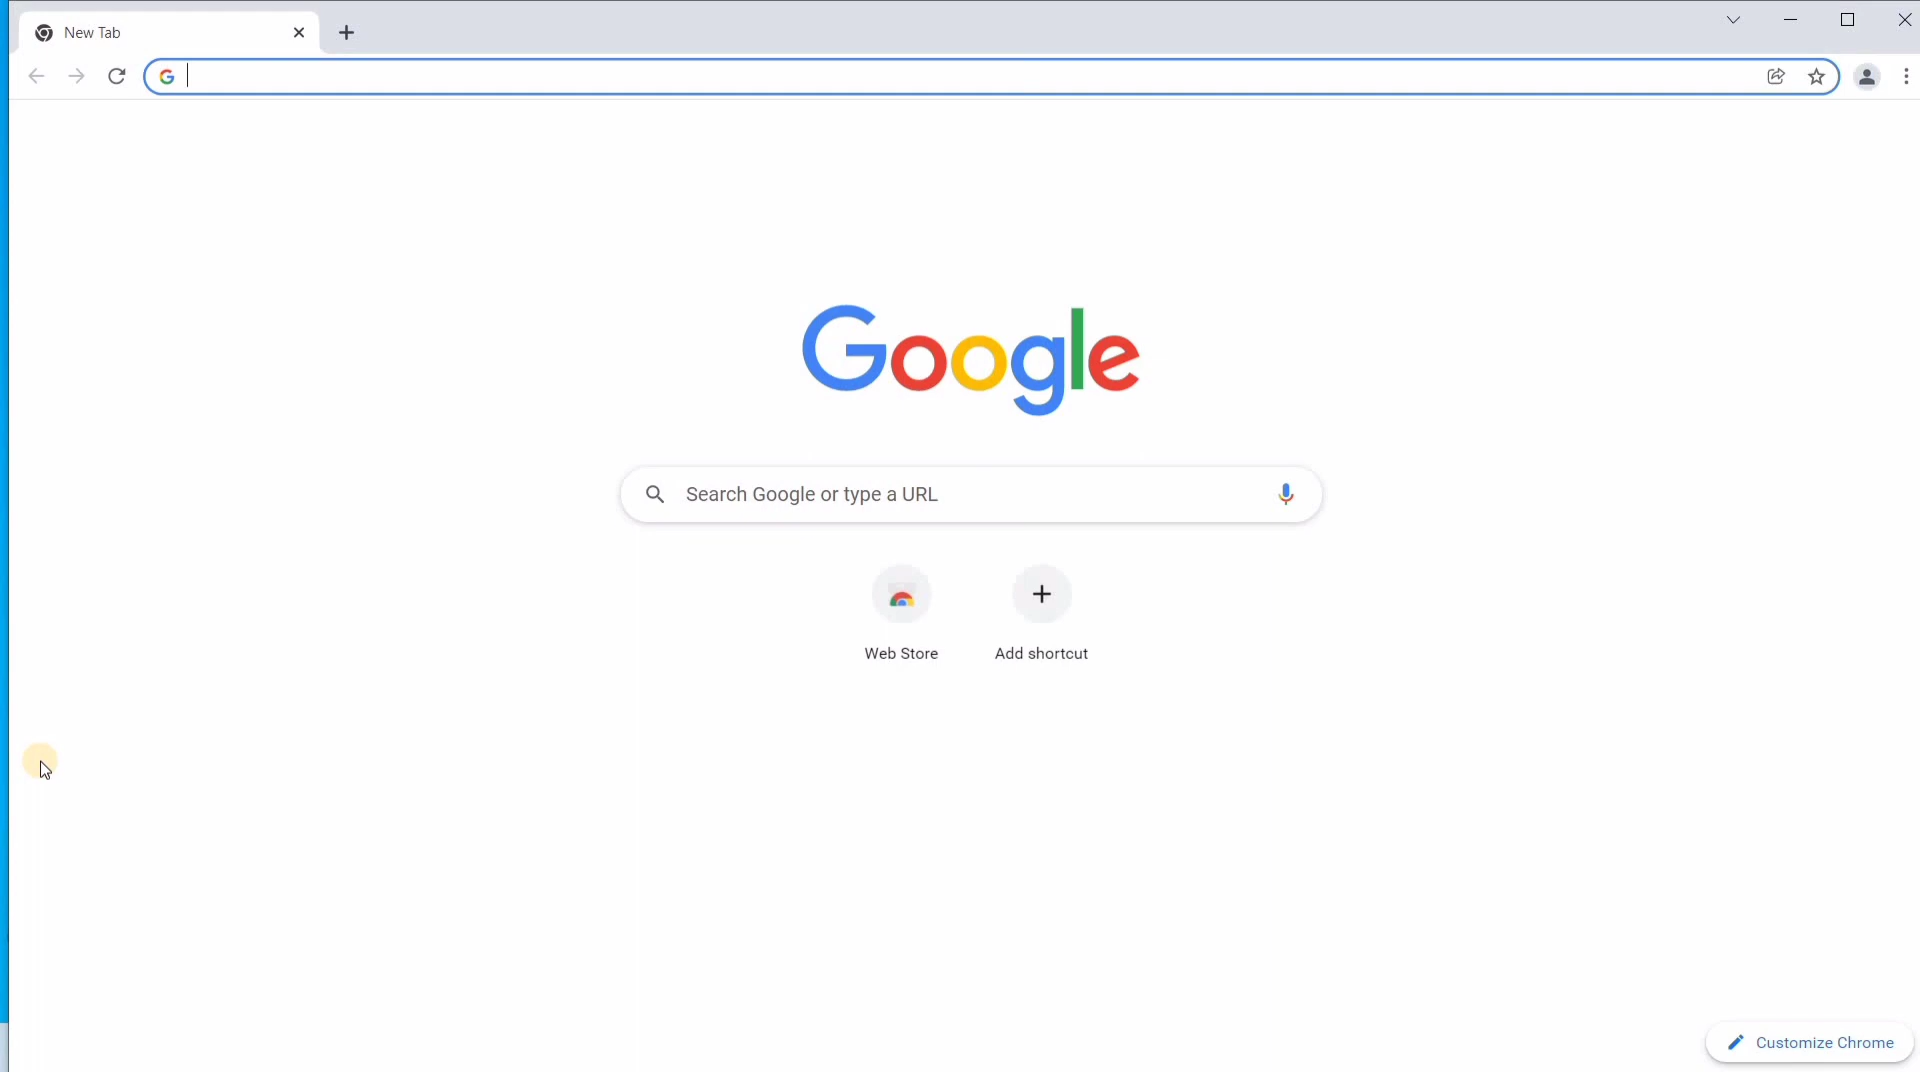 New Tab
Google
Search Google or type a URL
Web Store
Add shortcut
Customize Chrome